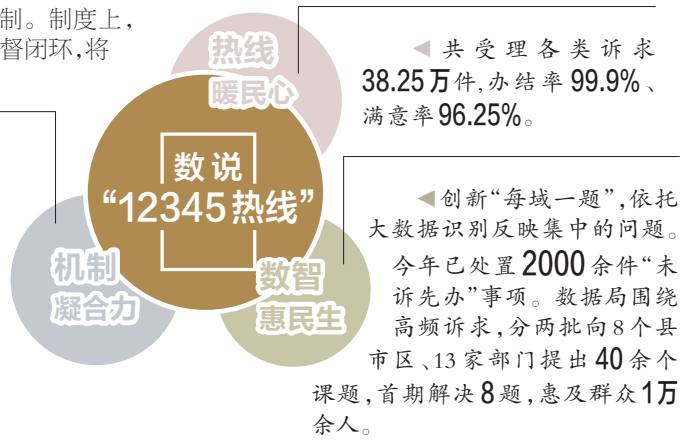 制。制度上，
督闭环，将
热线
暖民心
数说
“12345热线”
机制
凝合力
数智
惠民生
◀共受理各类诉求
38.25万件，办结率99.9%、
满意率96.25%。
◀创新“每域一题”，依托
大数据识别反映集中的问题。
今年已处置2000余件“未
诉先办”事项。数据局围绕
高频诉求，分两批向8个县
市区、13家部门提出40余个
课题，首期解决8题，惠及群众1万
余人。